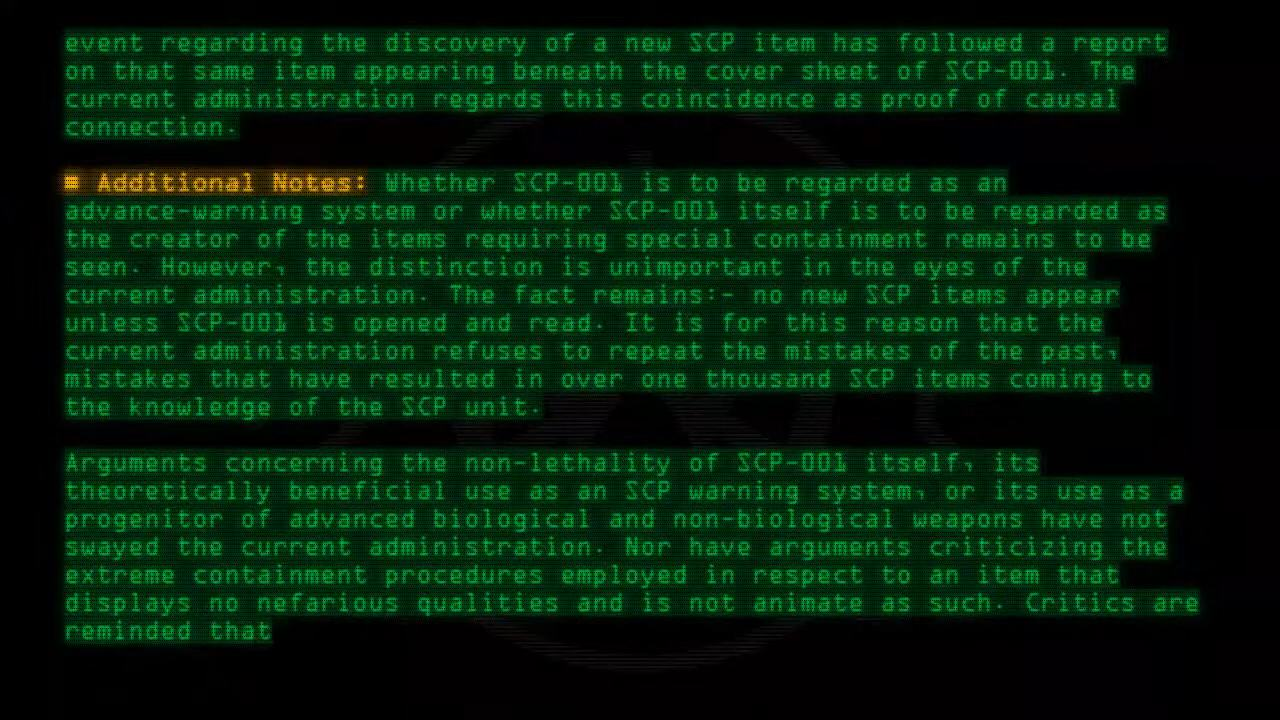 event regarding the discovery of a new SCP item has followed a report
on that same item appearing beneath the cover sheet of SCP-001. The
current administration regards this coincidence as proof of causal
connection.
■ Additional Notes: Whether SCP-001 is to be regarded as an
advance-warning system or whether SCP-001 itself is to be regarded as
the creator of the items requiring special containment remains to be
seen. However, the distinction is unimportant in the eyes of the
current administration. The fact remains:- no new SCP items appear
unless SCP-001 is opened and read. It is for this reason that the
current administration refuses to repeat the mistakes of the past,
mistakes that have resulted in over one thousand SCP items coming to
the knowledge of the SCP unit.
Arguments concerning the non-lethality of SCP-001 itself, its
theoretically beneficial use as an SCP warning system, or its use as a
progenitor of advanced biological and non-biological weapons have not
swayed the current administration. Nor have arguments criticizing the
extreme containment procedures employed in respect to an item that
displays no nefarious qualities and is not animate as such. Critics are
reminded that